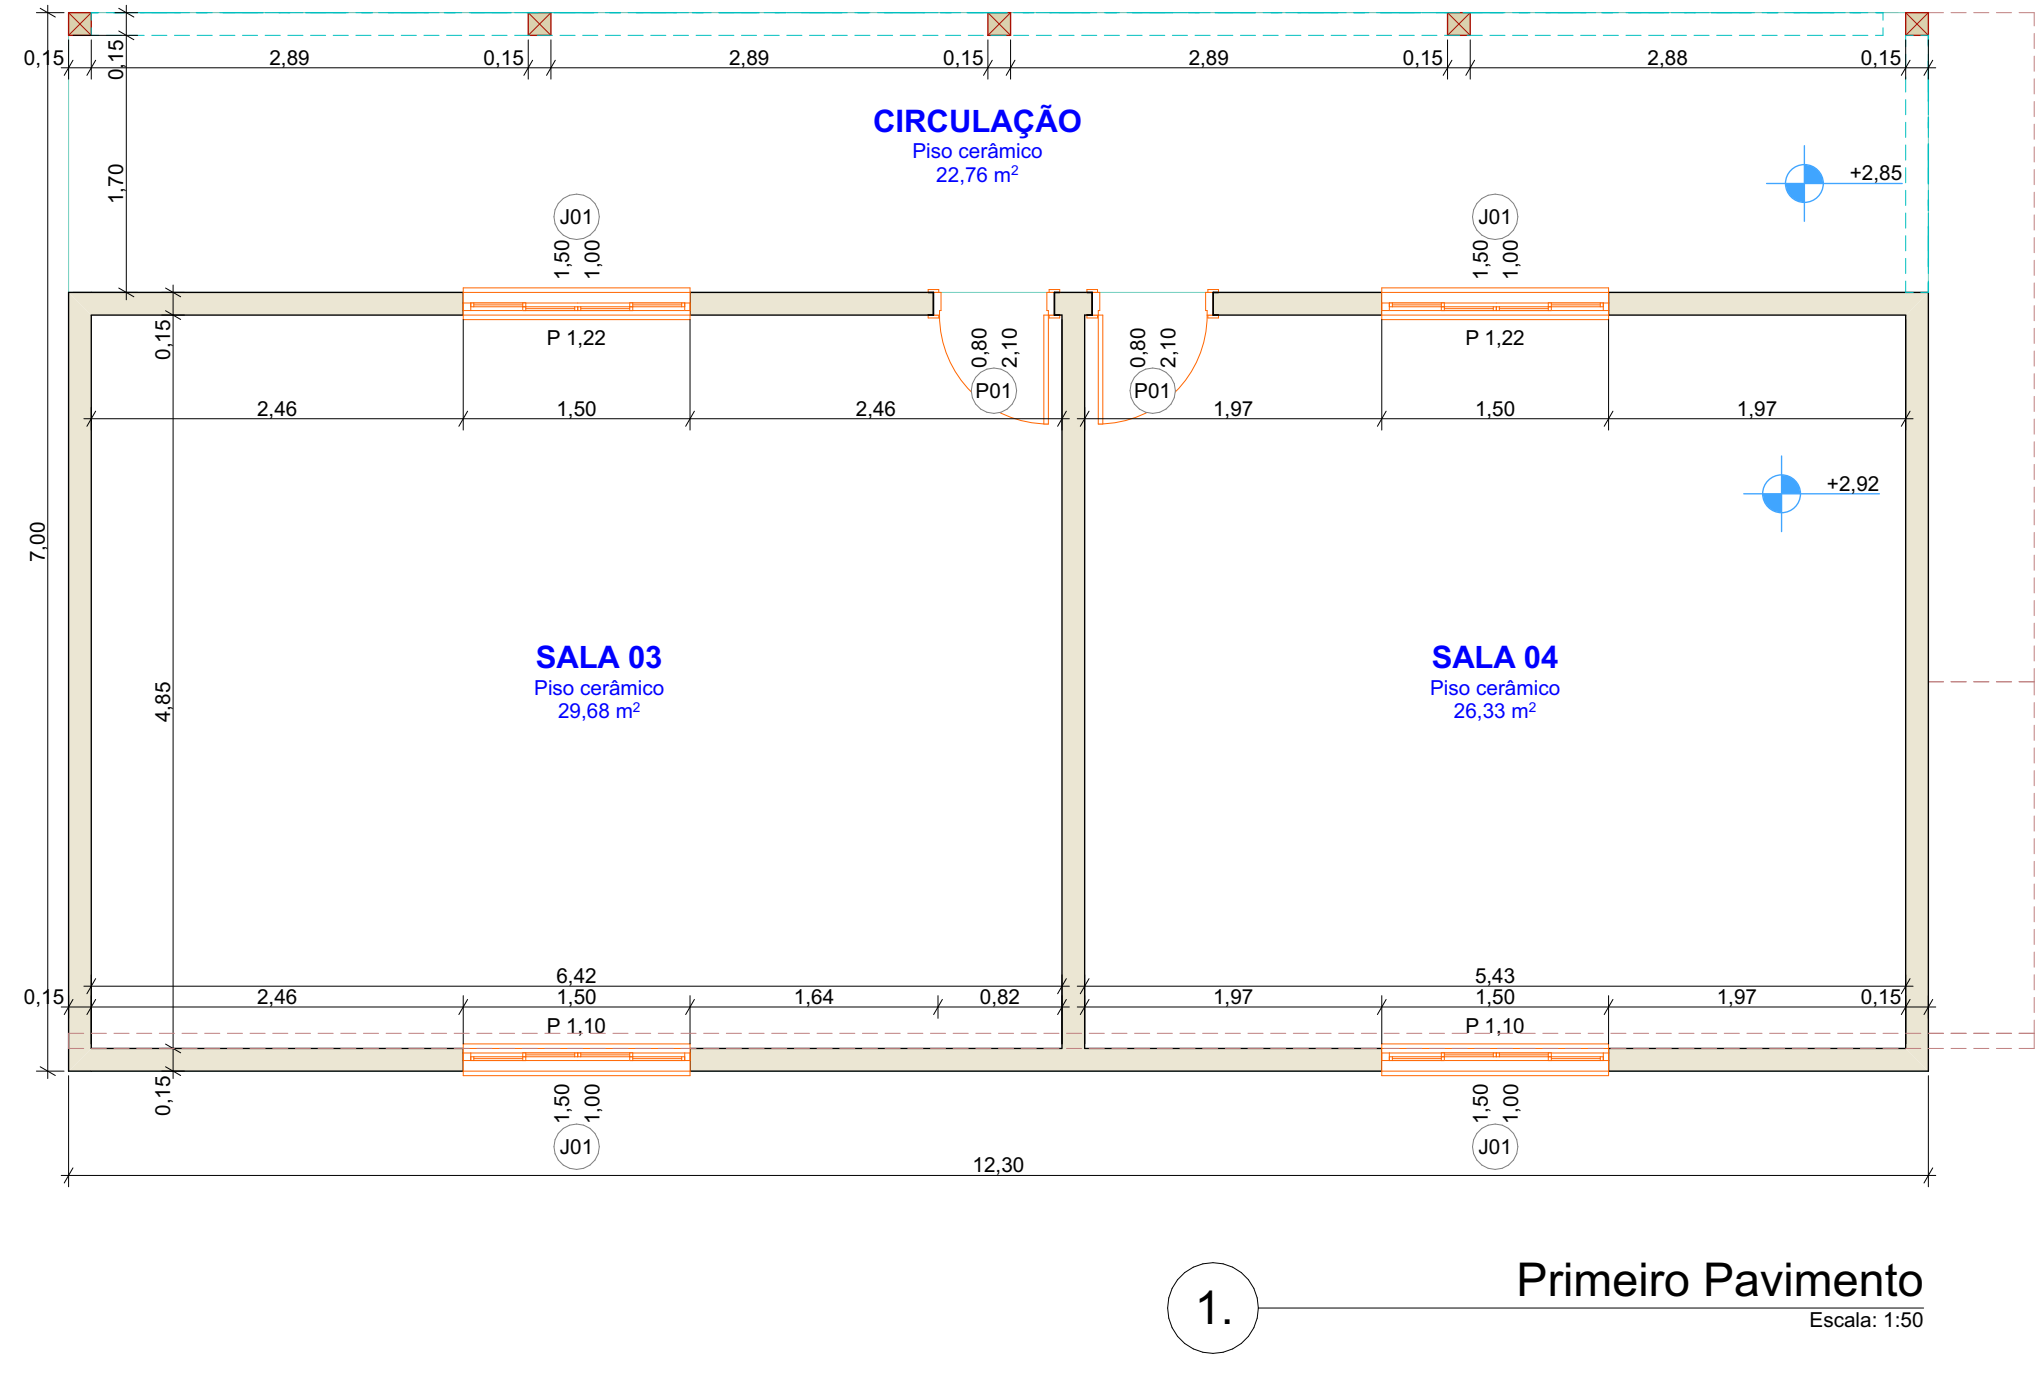 0,15 2,89 0,15 2,89 0,15 2,89 0,15 2,88 0,15
0,15
1,70
CIRCULAÇÃO
Piso cerâmico
22,76 m²
+2,85
J01
1,50
1,00
J01
1,50
1,00
0,15
P 1,22
0,80
2,10
P01
0,80
2,10
P01
P 1,22
2,46 1,50 2,46 1,97 1,50 1,97
+2,92
7,00
4,85
SALA 03
Piso cerâmico
29,68 m²
SALA 04
Piso cerâmico
26,33 m²
6,42 5,43
0,15 2,46 1,50 1,64 0,82 1,97 1,50 1,97 0,15
P 1,10 P 1,10
0,15
1,50
1,00
J01
1,50
1,00
J01
12,30
1.
Primeiro Pavimento
Escala: 1:50